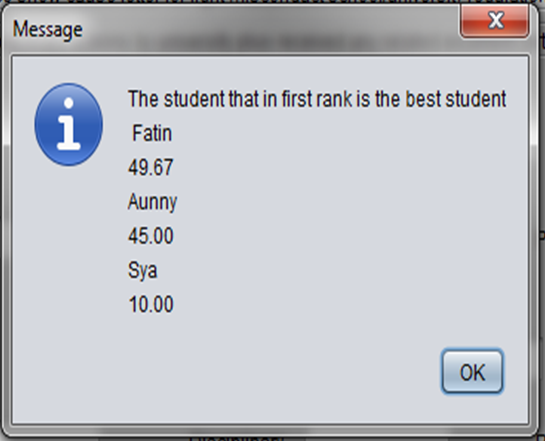 Message
The student that in first rank is the best student
Fatin
49.67
Aunny
45.00
Sya
10.00
OK